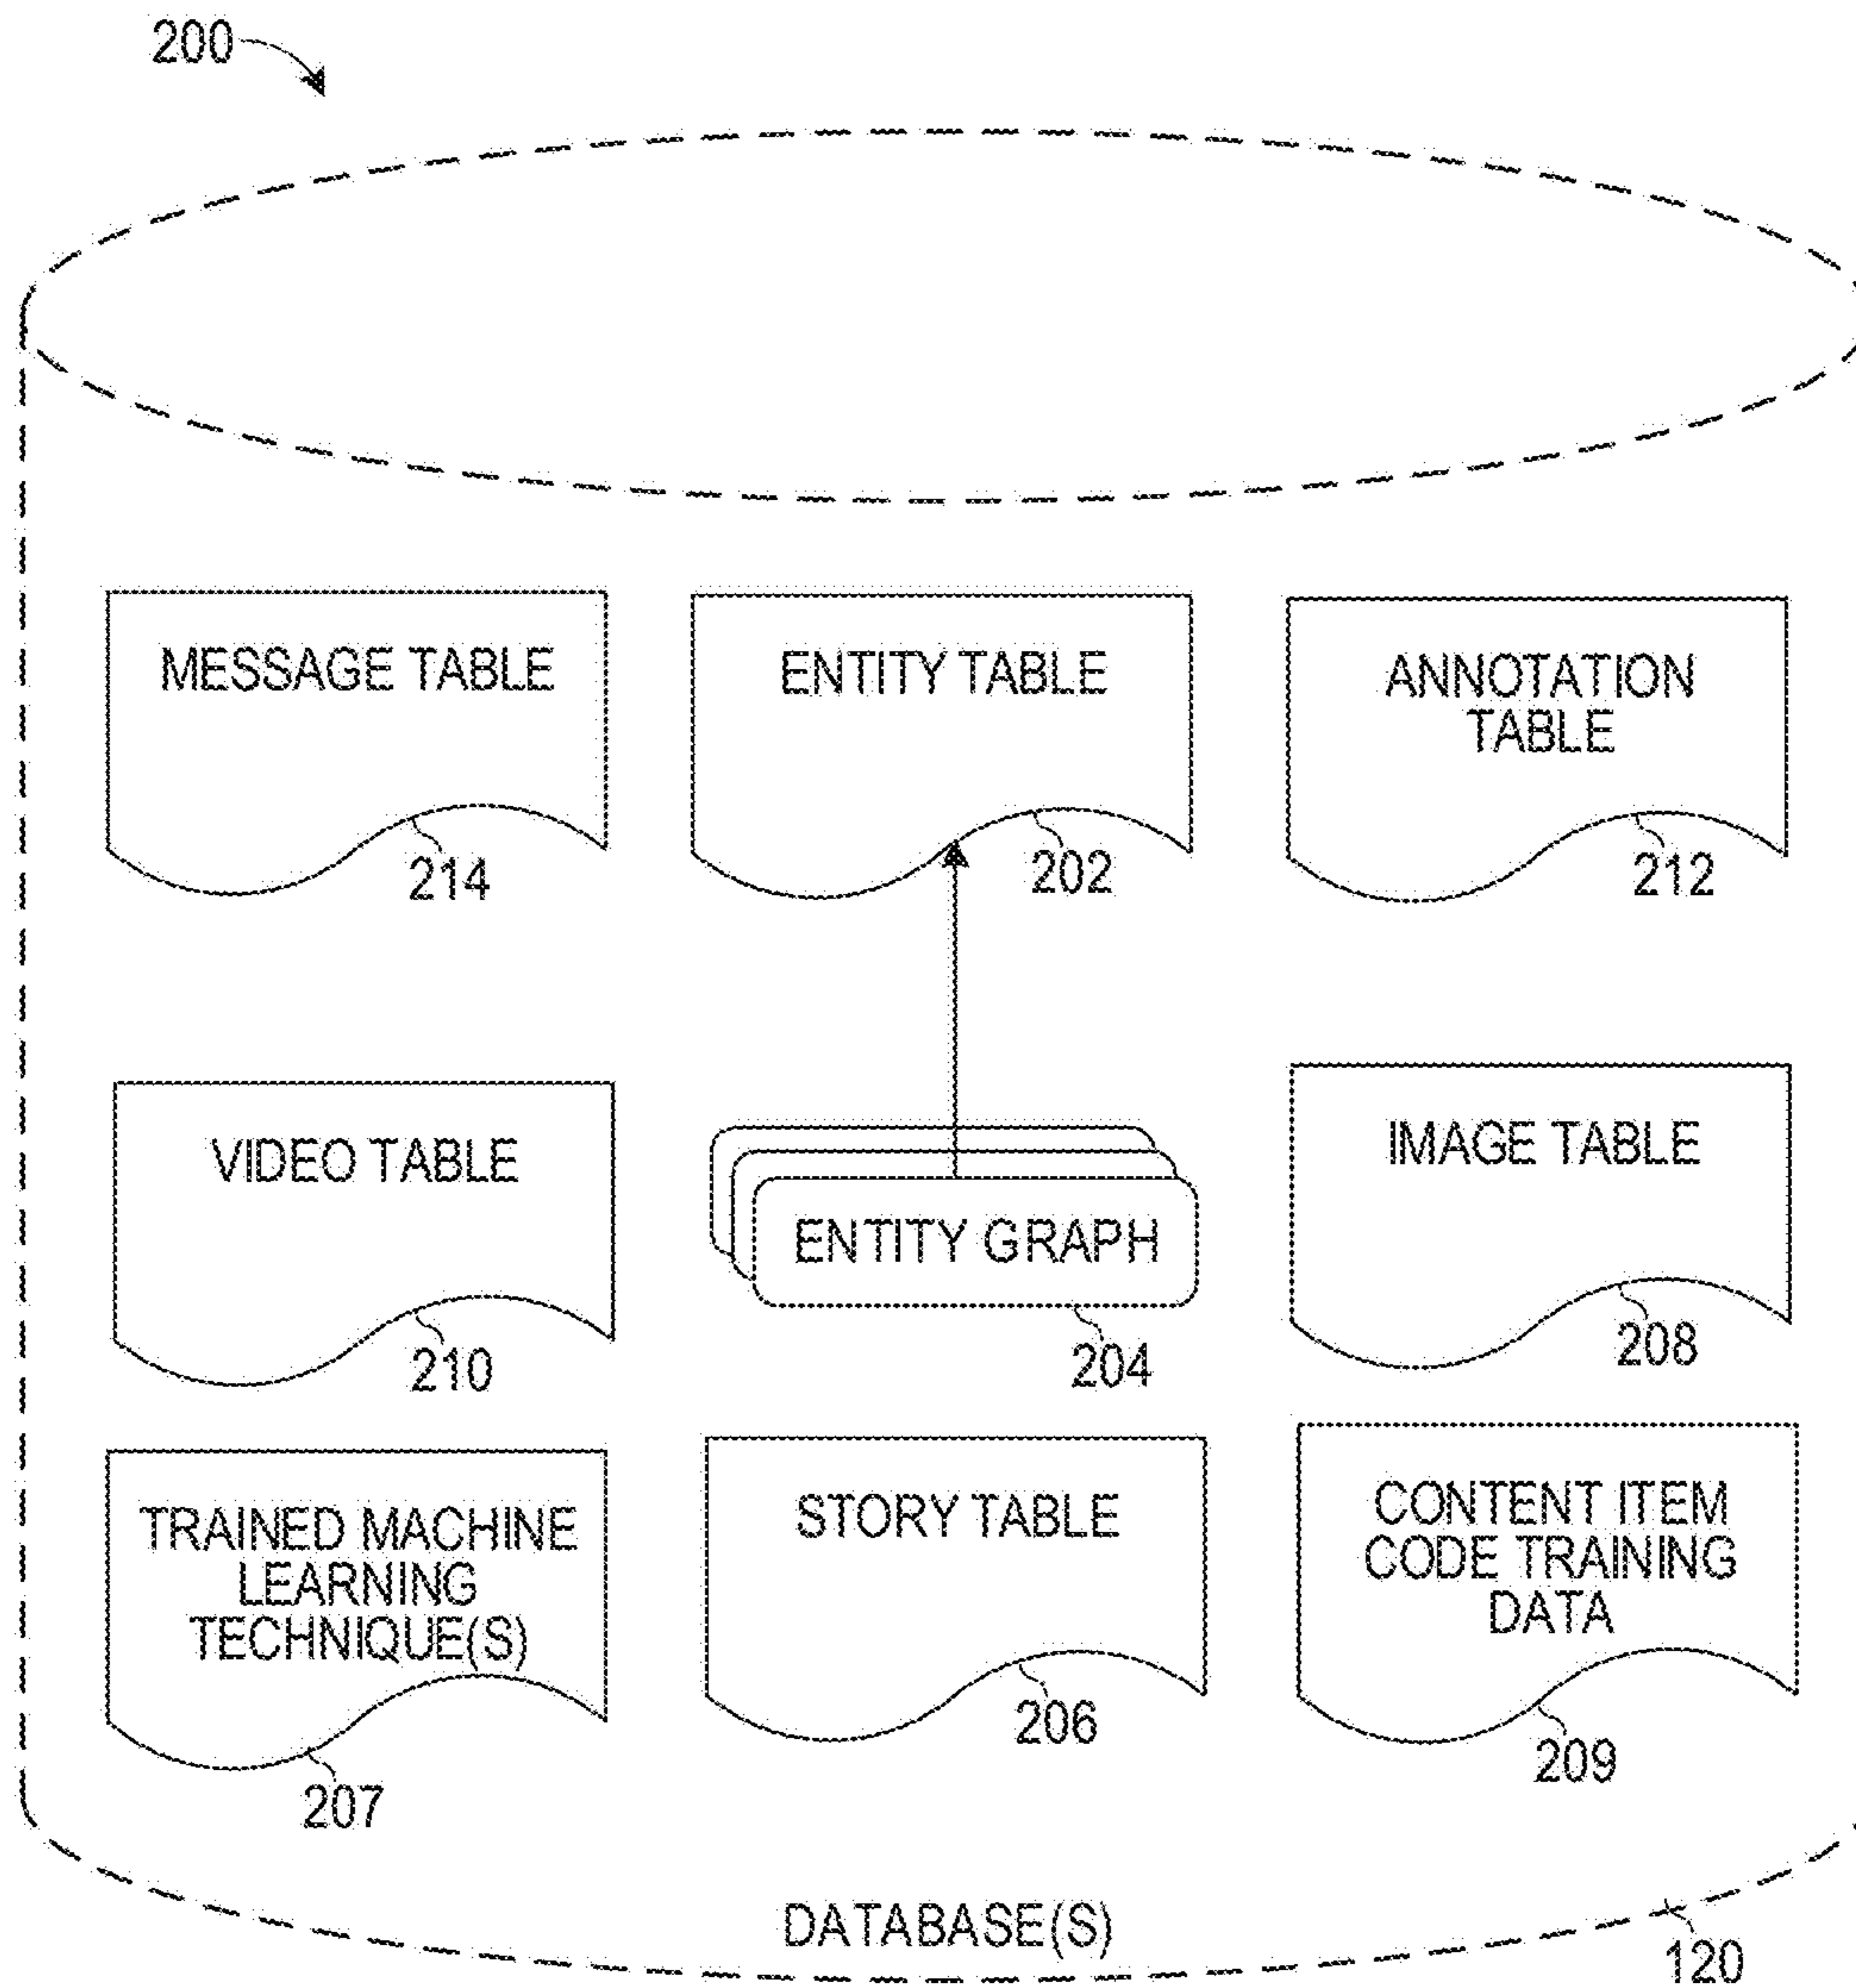 200
MESSAGE TABLE
214
ENTITY TABLE
202
ANNOTATION
TABLE
212
VIDEO TABLE
210
ENTITY GRAPH
204
IMAGE TABLE
208
TRAINED MACHINE
LEARNING
TECHNIQUE(S)
207
STORY TABLE
206
CONTENT ITEM
CODE TRAINING
DATA
209
DATABASE(S)
120